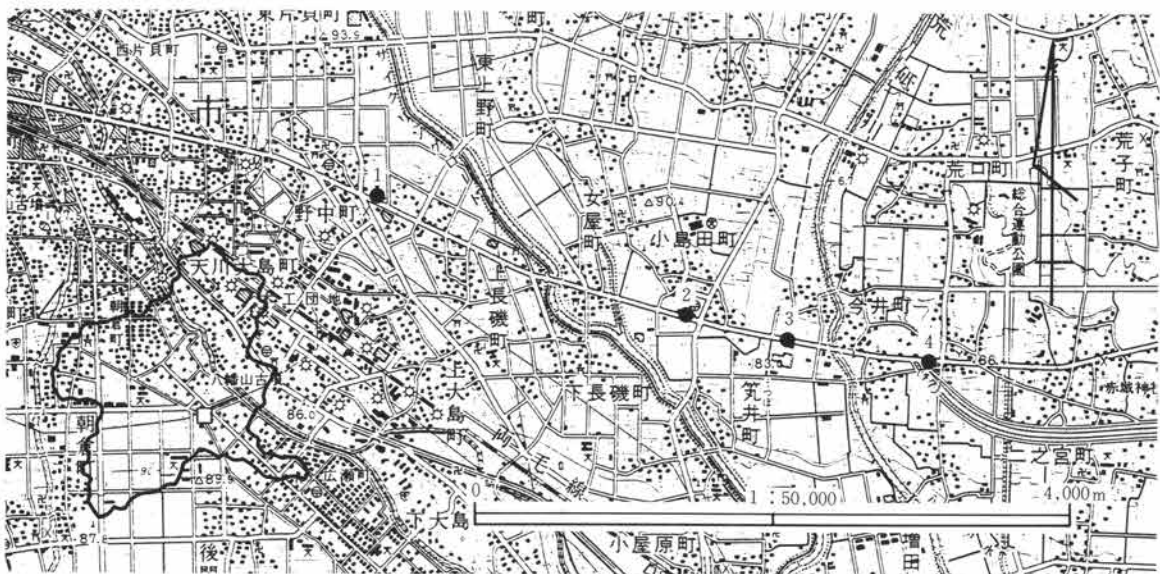 東片貝町
93.9
西片貝町
市
東上野町
荒砥
荒口町
荒子町
総合運動公園
1
野中町
女屋町
90.4
小島田町
天川大島町
工団地
上長磯町
2
3
今井町
4
86
83.0
赤城神社
八幡山古墳
86.0
上大島町
両毛線
下長磯町
笂井町
二之宮町
朝倉町
89.9
広瀬町
0
1:50,000
4,000m
87.8
下大島
後
小屋原町
増田